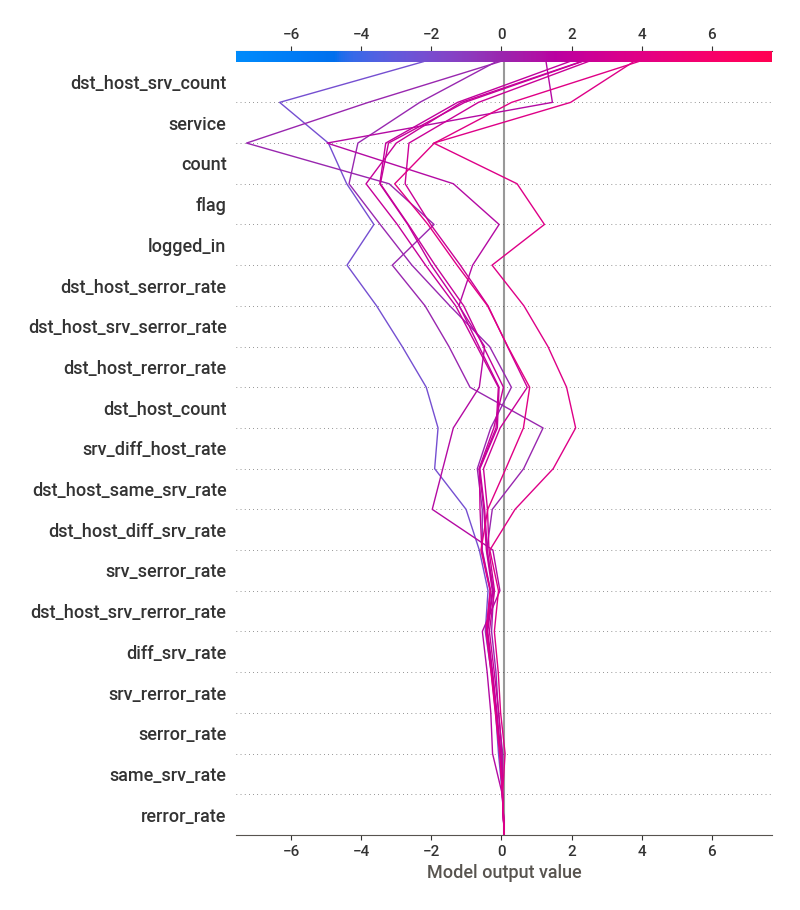 −6 −4 −2 0 2 4 6
dst_host_srv_count
service
count
flag
logged_in
dst_host_serror_rate
dst_host_srv_serror_rate
dst_host_rerror_rate
dst_host_count
srv_diff_host_rate
dst_host_same_srv_rate
dst_host_diff_srv_rate
srv_serror_rate
dst_host_srv_rerror_rate
diff_srv_rate
srv_rerror_rate
serror_rate
same_srv_rate
rerror_rate
−6 −4 −2 0 2 4 6
Model output value